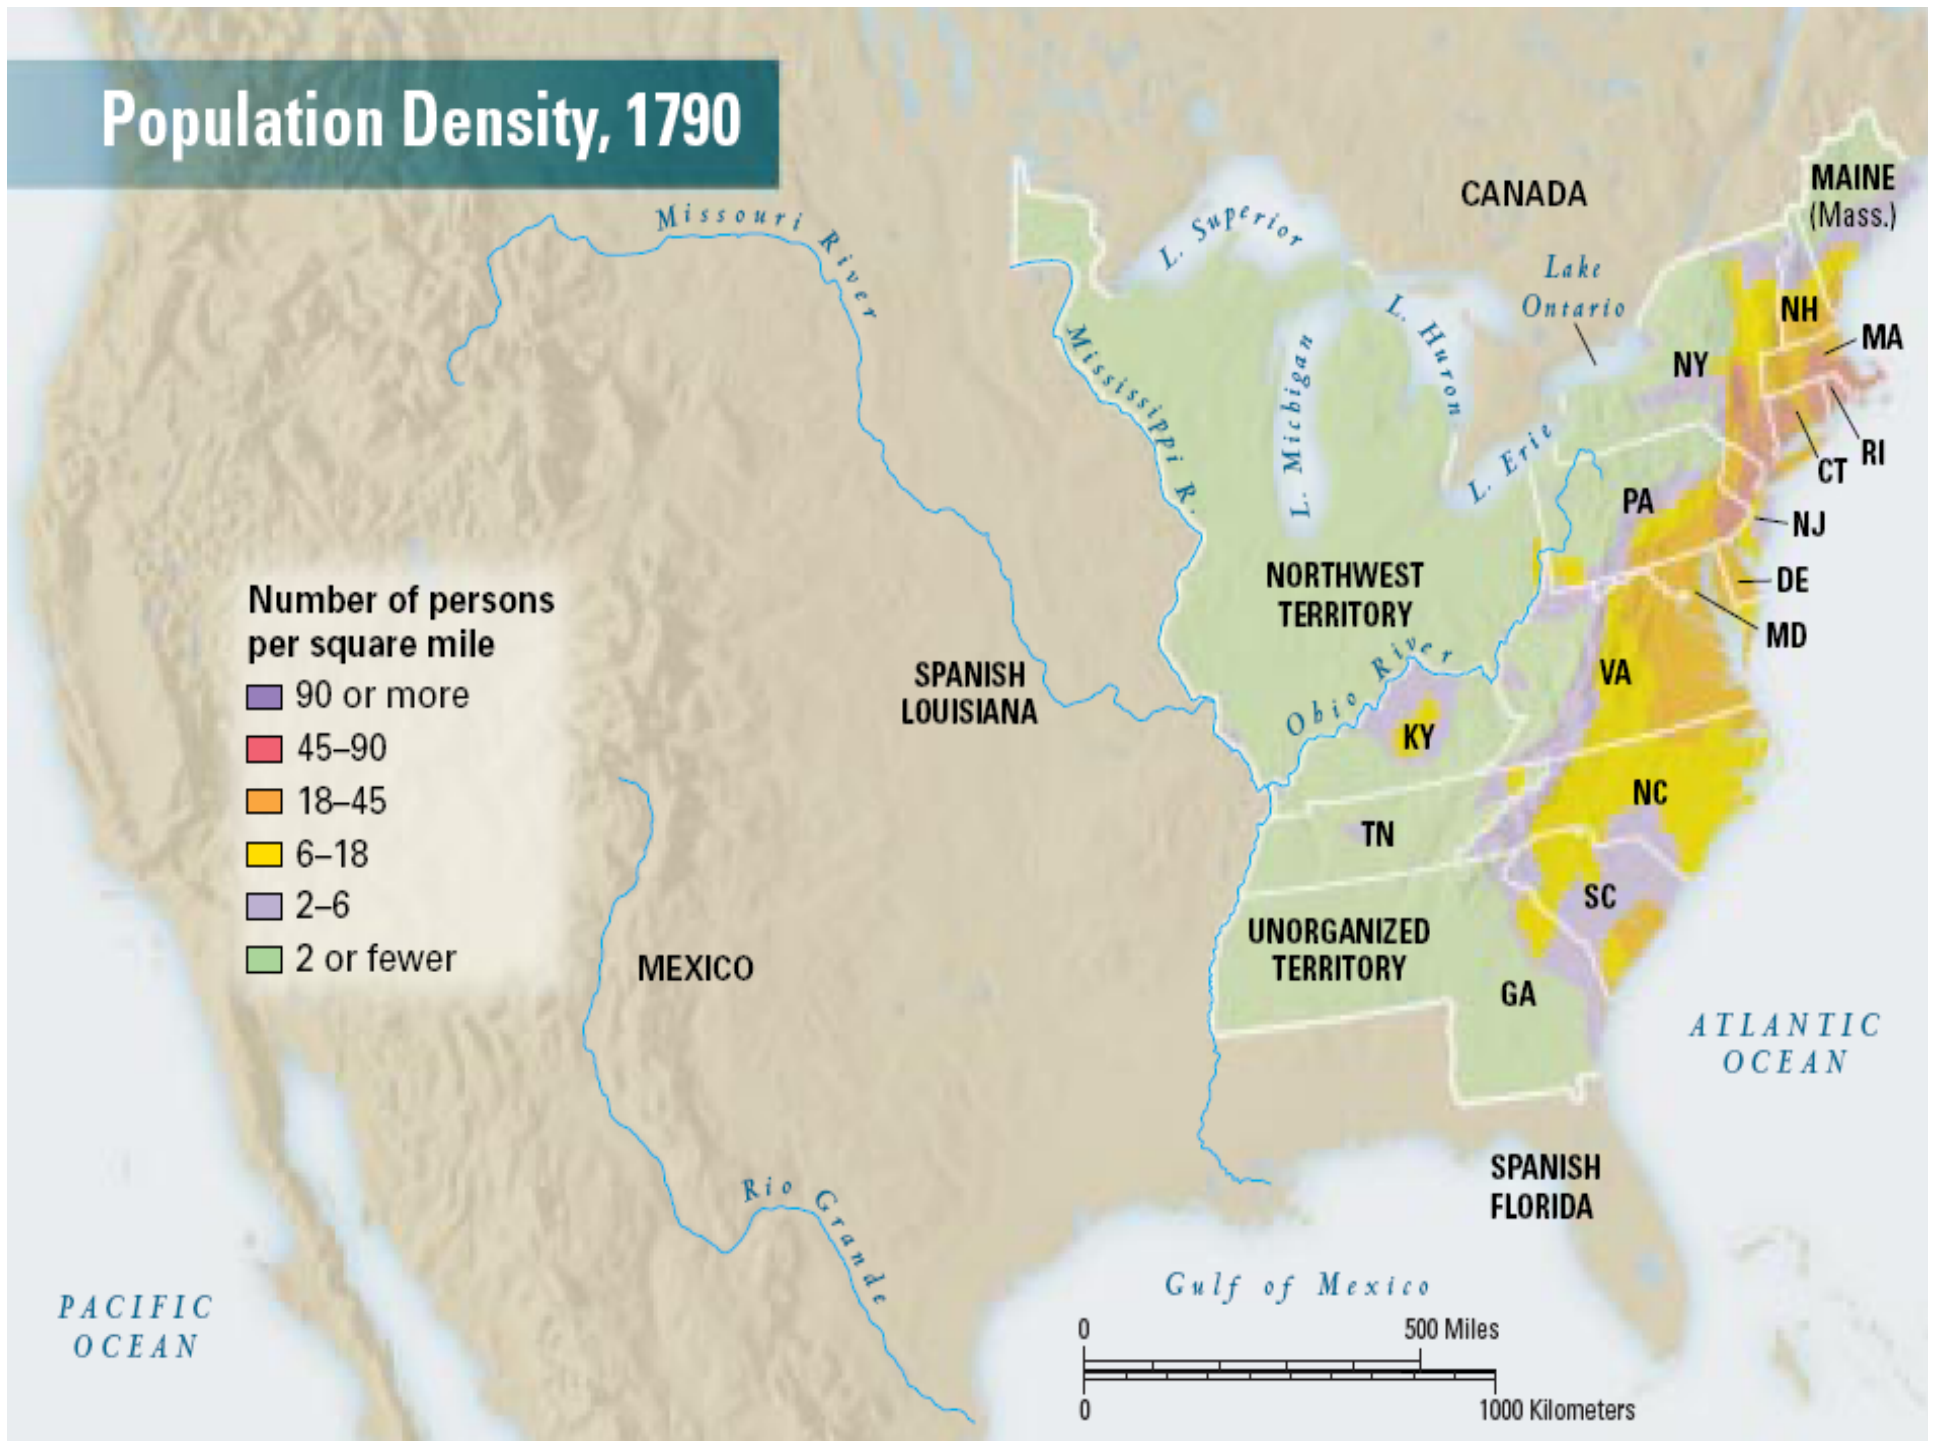 Population Density, 1790
Missouri River
CANADA
MAINE
(Mass.)
L. Superior
Lake
Ontario
L. Huron
NH
MA
Mississippi R.
L. Michigan
NY
L. Erie
RI
CT
PA
NJ
NORTHWEST
TERRITORY
DE
MD
Number of persons
per square mile
90 or more
45–90
18–45
6–18
2–6
2 or fewer
SPANISH
LOUISIANA
Ohio River
VA
KY
NC
TN
SC
UNORGANIZED
TERRITORY
MEXICO
GA
ATLANTIC
OCEAN
SPANISH
FLORIDA
Rio Grande
Gulf of Mexico
PACIFIC
OCEAN
0 500 Miles
0 1000 Kilometers